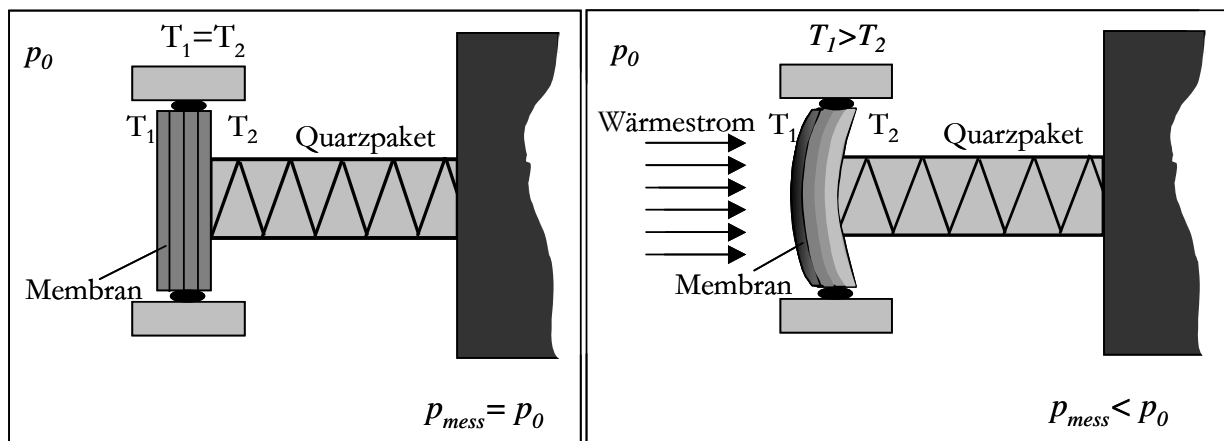 T₁=T₂
p₀
T₁
T₂
Quarzpaket
Membran
pₘₑₛₛ= p₀
T₁>T₂
p₀
Wärmestrom
T₁
T₂
Quarzpaket
Membran
pₘₑₛₛ< p₀